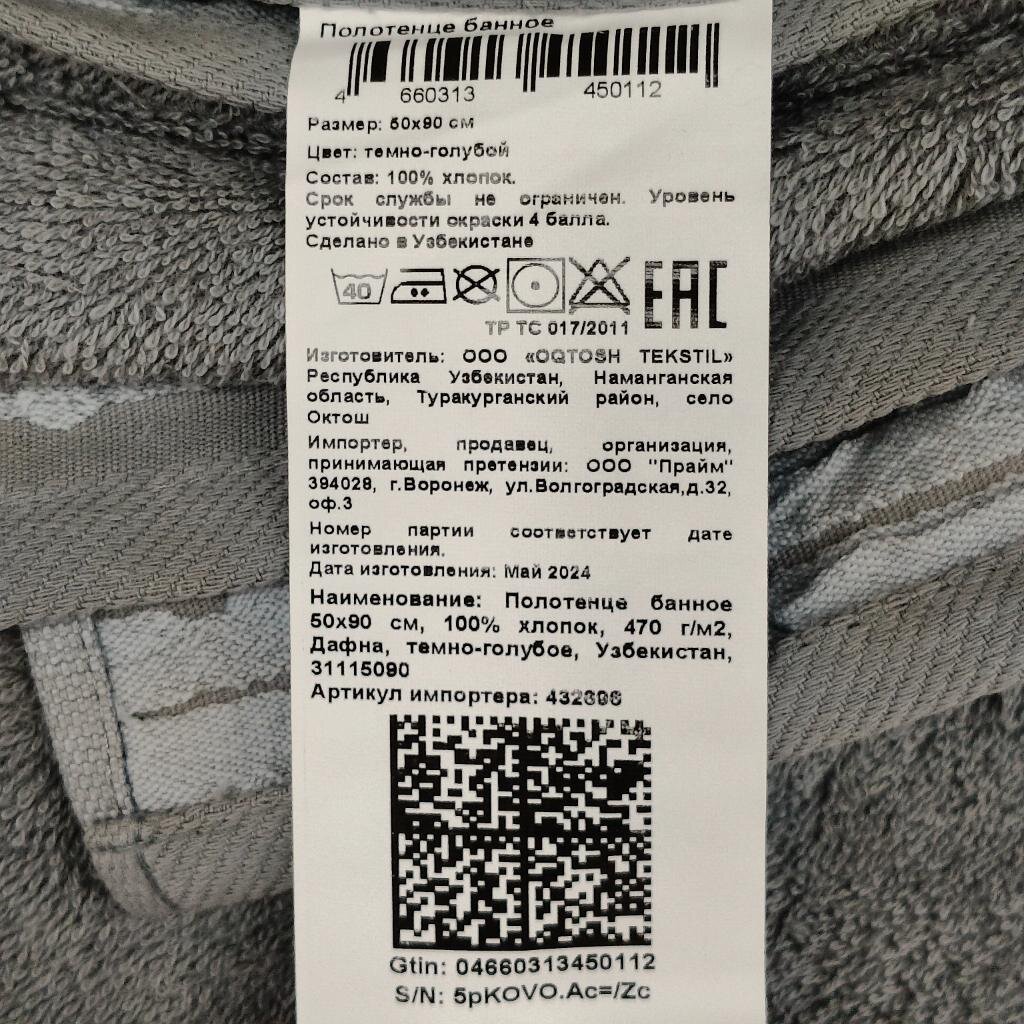 Полотенце банное
4 660313 450112
Размер: 50х90 см
Цвет: темно-голубой
Состав: 100% хлопок.
Срок службы не ограничен. Уровень
устойчивости окраски 4 балла.
Сделано в Узбекистане
40
ЕАС
ТР ТС 017/2011
Изготовитель: ООО «OQTOSH TEKSTIL»
Республика Узбекистан, Наманганская
область, Туракурганский район, село
Октош
Импортер, продавец, организация,
принимающая претензии: ООО "Прайм"
394028, г.Воронеж, ул.Волгоградская,д.32,
оф.3
Номер партии соответствует дате
изготовления.
Дата изготовления: Май 2024
Наименование: Полотенце банное
50х90 см, 100% хлопок, 470 г/м2,
Дафна, темно-голубое, Узбекистан,
31115090
Артикул импортера:
Gtin: 04660313450112
S/N: 5pKOVO.Ac=/Zc